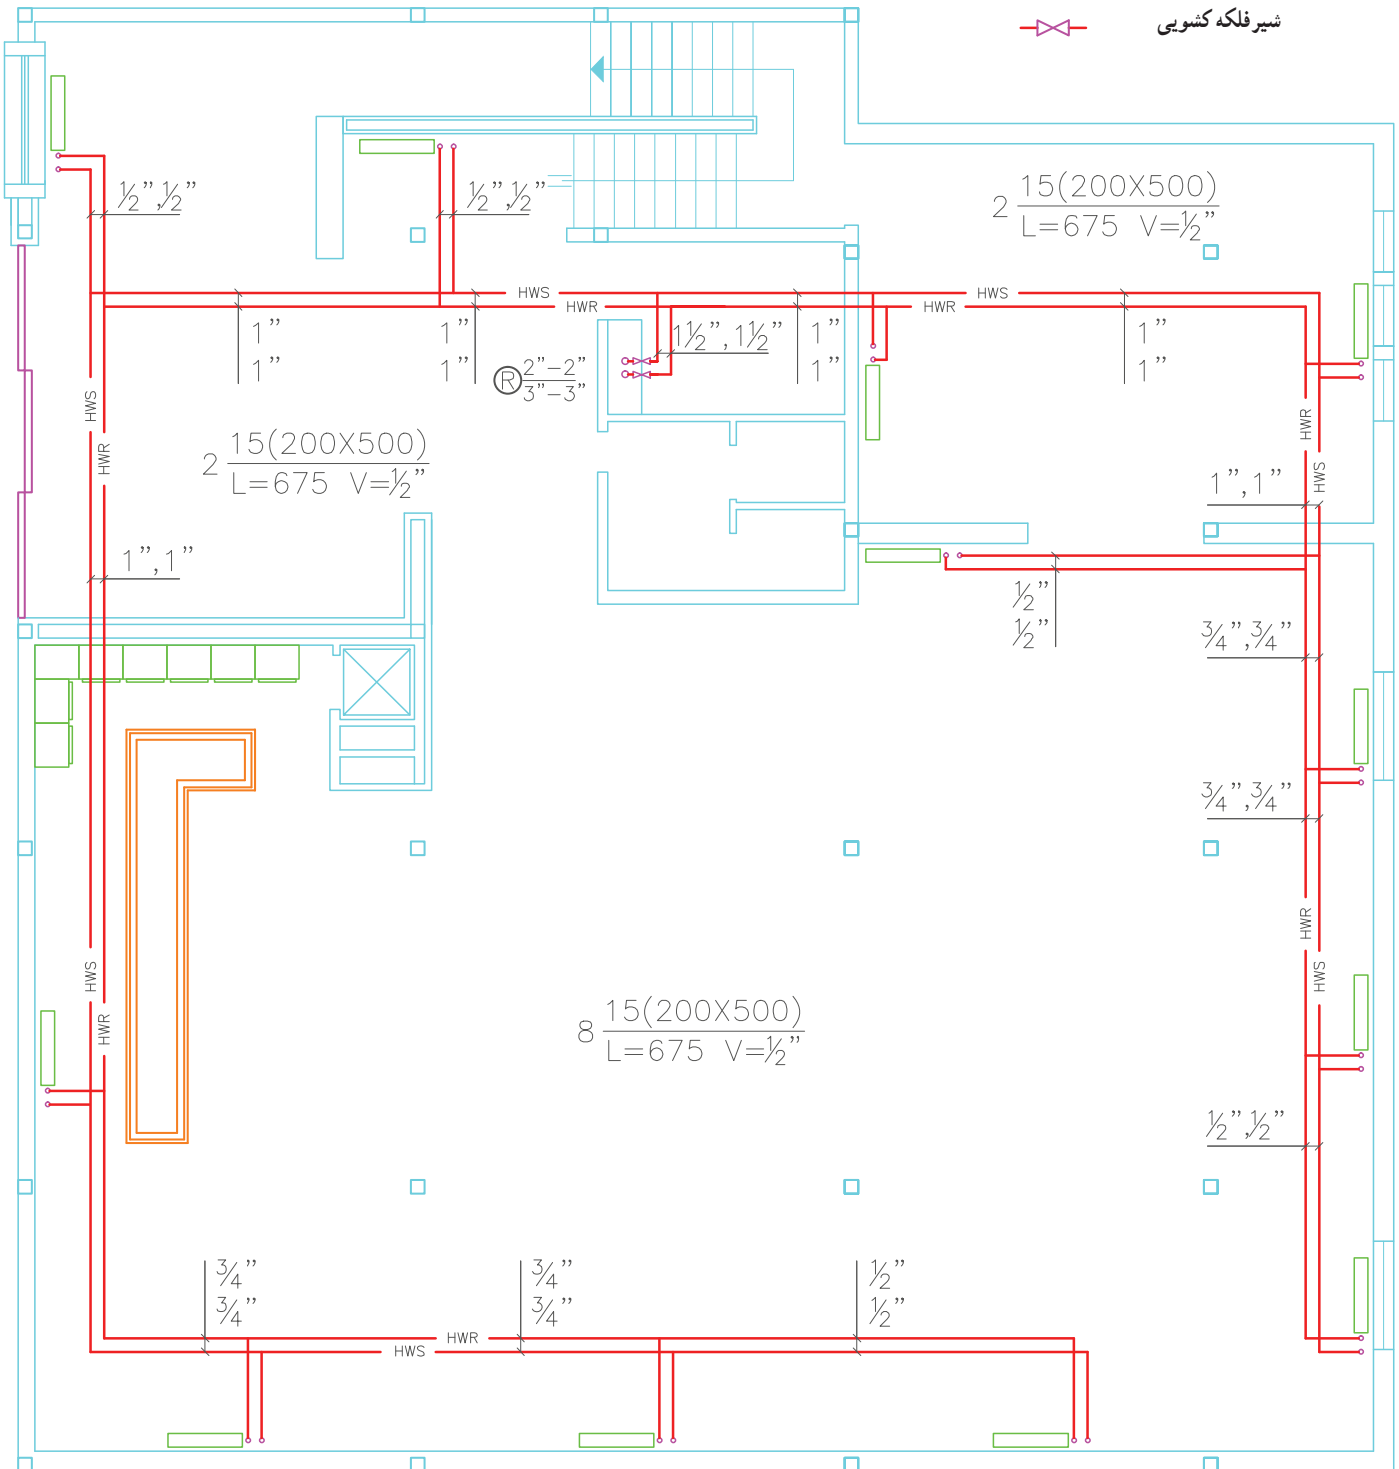 شیرفلکه کشویی
½”,½”
½”,½”
2 15(200X500)
L=675 V=½”
HWS
HWS
HWR
HWR
1”
1”
1”
1”
1½”, 1½”
1”
1”
1”
1”
R 2”-2”
3”-3”
HWS
HWR
HWR
HWS
2 15(200X500)
L=675 V=½”
1”, 1”
1”, 1”
½”
½”
¾”,¾”
¾”,¾”
HWS
HWR
HWR
HWS
8 15(200X500)
L=675 V=½”
½”,½”
¾”
¾”
¾”
¾”
½”
½”
HWR
HWS